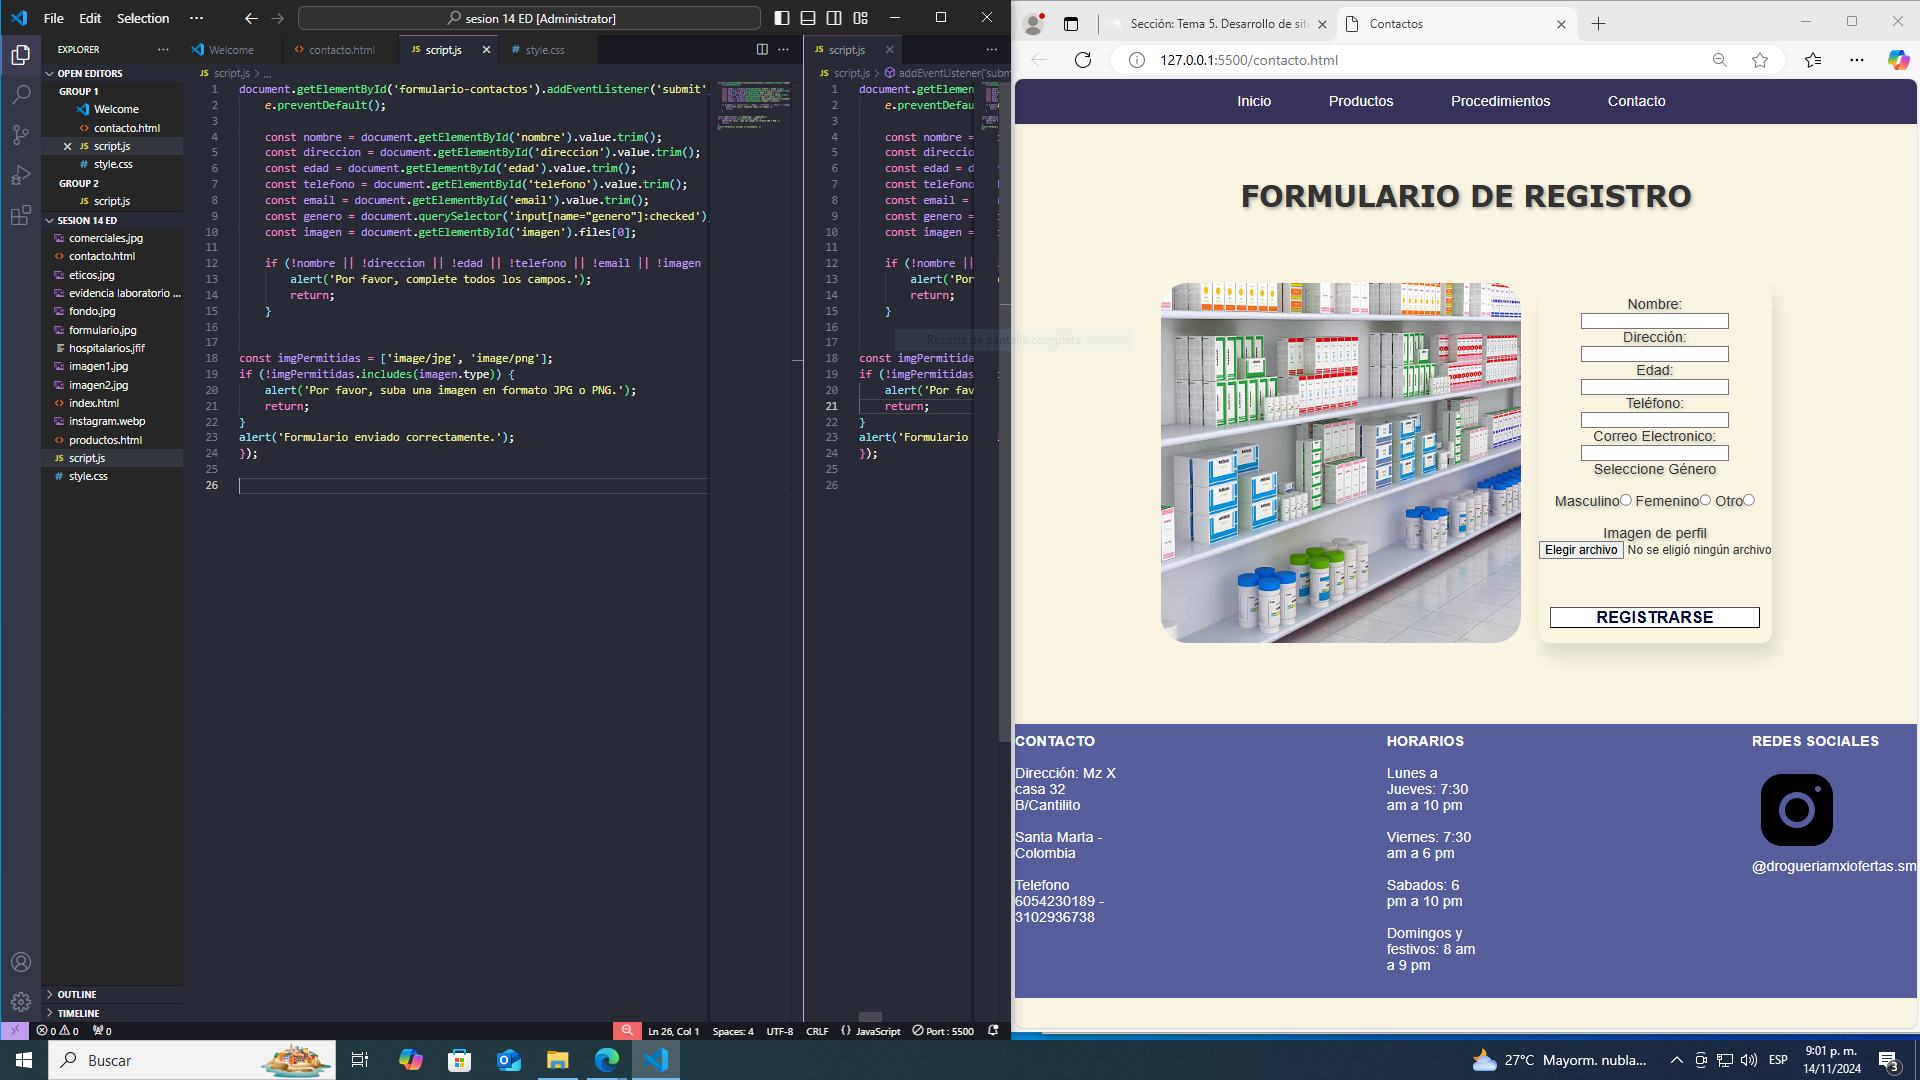 File Edit Selection ··· sesion 14 ED [Administrator]
EXPLORER
Welcome contacto.html script.js style.css
script.js > ...
OPEN EDITORS
GROUP 1
Welcome
contacto.html
script.js
style.css
GROUP 2
script.js
SESION 14 ED
comerciales.jpg
contacto.html
eticos.jpg
evidencia laboratorio ...
fondo.jpg
formulario.jpg
hospitalarios.jfif
imagen1.jpg
imagen2.jpg
index.html
instagram.webp
productos.html
script.js
style.css
OUTLINE
TIMELINE
1 document.getElementById('formulario-contactos').addEventListener('submit',
2 e.preventDefault();
3
4 const nombre = document.getElementById('nombre').value.trim();
5 const direccion = document.getElementById('direccion').value.trim();
6 const edad = document.getElementById('edad').value.trim();
7 const telefono = document.getElementById('telefono').value.trim();
8 const email = document.getElementById('email').value.trim();
9 const genero = document.querySelector('input[name="genero"]:checked');
10 const imagen = document.getElementById('imagen').files[0];
11
12 if (!nombre || !direccion || !edad || !telefono || !email || !imagen
13 alert('Por favor, complete todos los campos.');
14 return;
15 }
16
17
18 const imgPermitidas = ['image/jpg', 'image/png'];
19 if (!imgPermitidas.includes(imagen.type)) {
20 alert('Por favor, suba una imagen en formato JPG o PNG.');
21 return;
22 }
23 alert('Formulario enviado correctamente.');
24 });
25
26
script.js
script.js > addEventListener('subm
1 document.getElemen
2 e.preventDefau
3
4 const nombre =
5 const direccio
6 const edad = d
7 const telefono
8 const email =
9 const genero =
10 const imagen =
11
12 if (!nombre ||
13 alert('Por
14 return;
15 }
16
17
Recorte de pantalla completa
18 const imgPermitidas
19 if (!imgPermitidas
20 alert('Por fav
21 return;
22 }
23 alert('Formulario
24 });
25
26
0 0 0 Ln 26, Col 1 Spaces: 4 UTF-8 CRLF {} JavaScript Port : 5500
Sección: Tema 5. Desarrollo de sit Contactos
127.0.0.1:5500/contacto.html
Inicio Productos Procedimientos Contacto
FORMULARIO DE REGISTRO
Nombre:
Dirección:
Edad:
Teléfono:
Correo Electronico:
Seleccione Género
Masculino Femenino Otro
Imagen de perfil
Elegir archivo No se eligió ningún archivo
REGISTRARSE
CONTACTO
Dirección: Mz X
casa 32
B/Cantilito
Santa Marta -
Colombia
Telefono
6054230189 -
3102936738
HORARIOS
Lunes a
Jueves: 7:30
am a 10 pm
Viernes: 7:30
am a 6 pm
Sabados: 6
pm a 10 pm
Domingos y
festivos: 8 am
a 9 pm
REDES SOCIALES
@drogueriamxiofertas.sm
Buscar
27°C Mayorm. nubla...
ESP
9:01 p. m.
14/11/2024
3